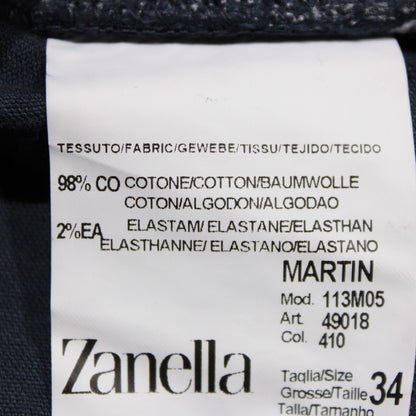 TESSUTO/FABRIC/GEWEBE/TISSU/TEJIDO/TECIDO
98% CO COTONE/COTTON/BAUMWOLLE
COTON/ALGODON/ALGODAO
2%EA ELASTAM/ ELASTANE/ELASTHAN
ELASTHANNE/ ELASTANO/ELASTANO
MARTIN
Mod. 113M05
Art. 49018
Col. 410
Zanella
Taglia/Size
Grosse/Taille 34
Talla/Tamanho